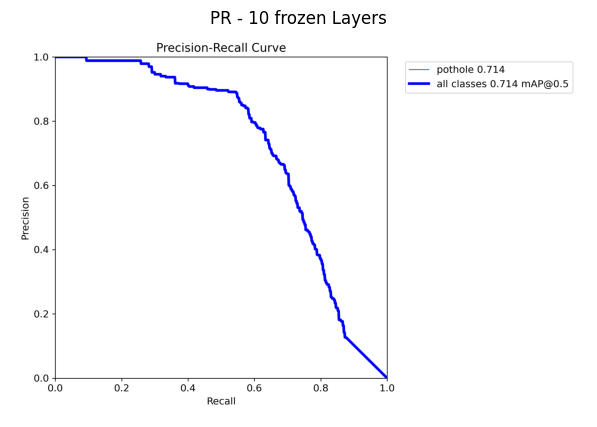 PR - 10 frozen Layers
Precision-Recall Curve
pothole 0.714
all classes 0.714 mAP@0.5
Precision
1.0
0.8
0.6
0.4
0.2
0.0
0.0 0.2 0.4 0.6 0.8 1.0
Recall